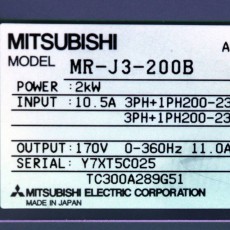 MITSUBISHI A
MODEL MR-J3-200B
POWER : 2kW
INPUT : 10.5A 3PH+1PH200-23
3PH+1PH200-23
OUTPUT: 170V 0-360Hz 11.0A
SERIAL: Y7XT5C025
TC300A289G51
MITSUBISHI ELECTRIC CORPORATION
MADE IN JAPAN